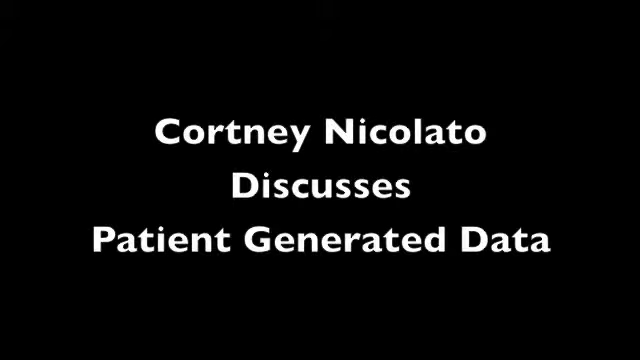 Cortney Nicolato
Discusses
Patient Generated Data